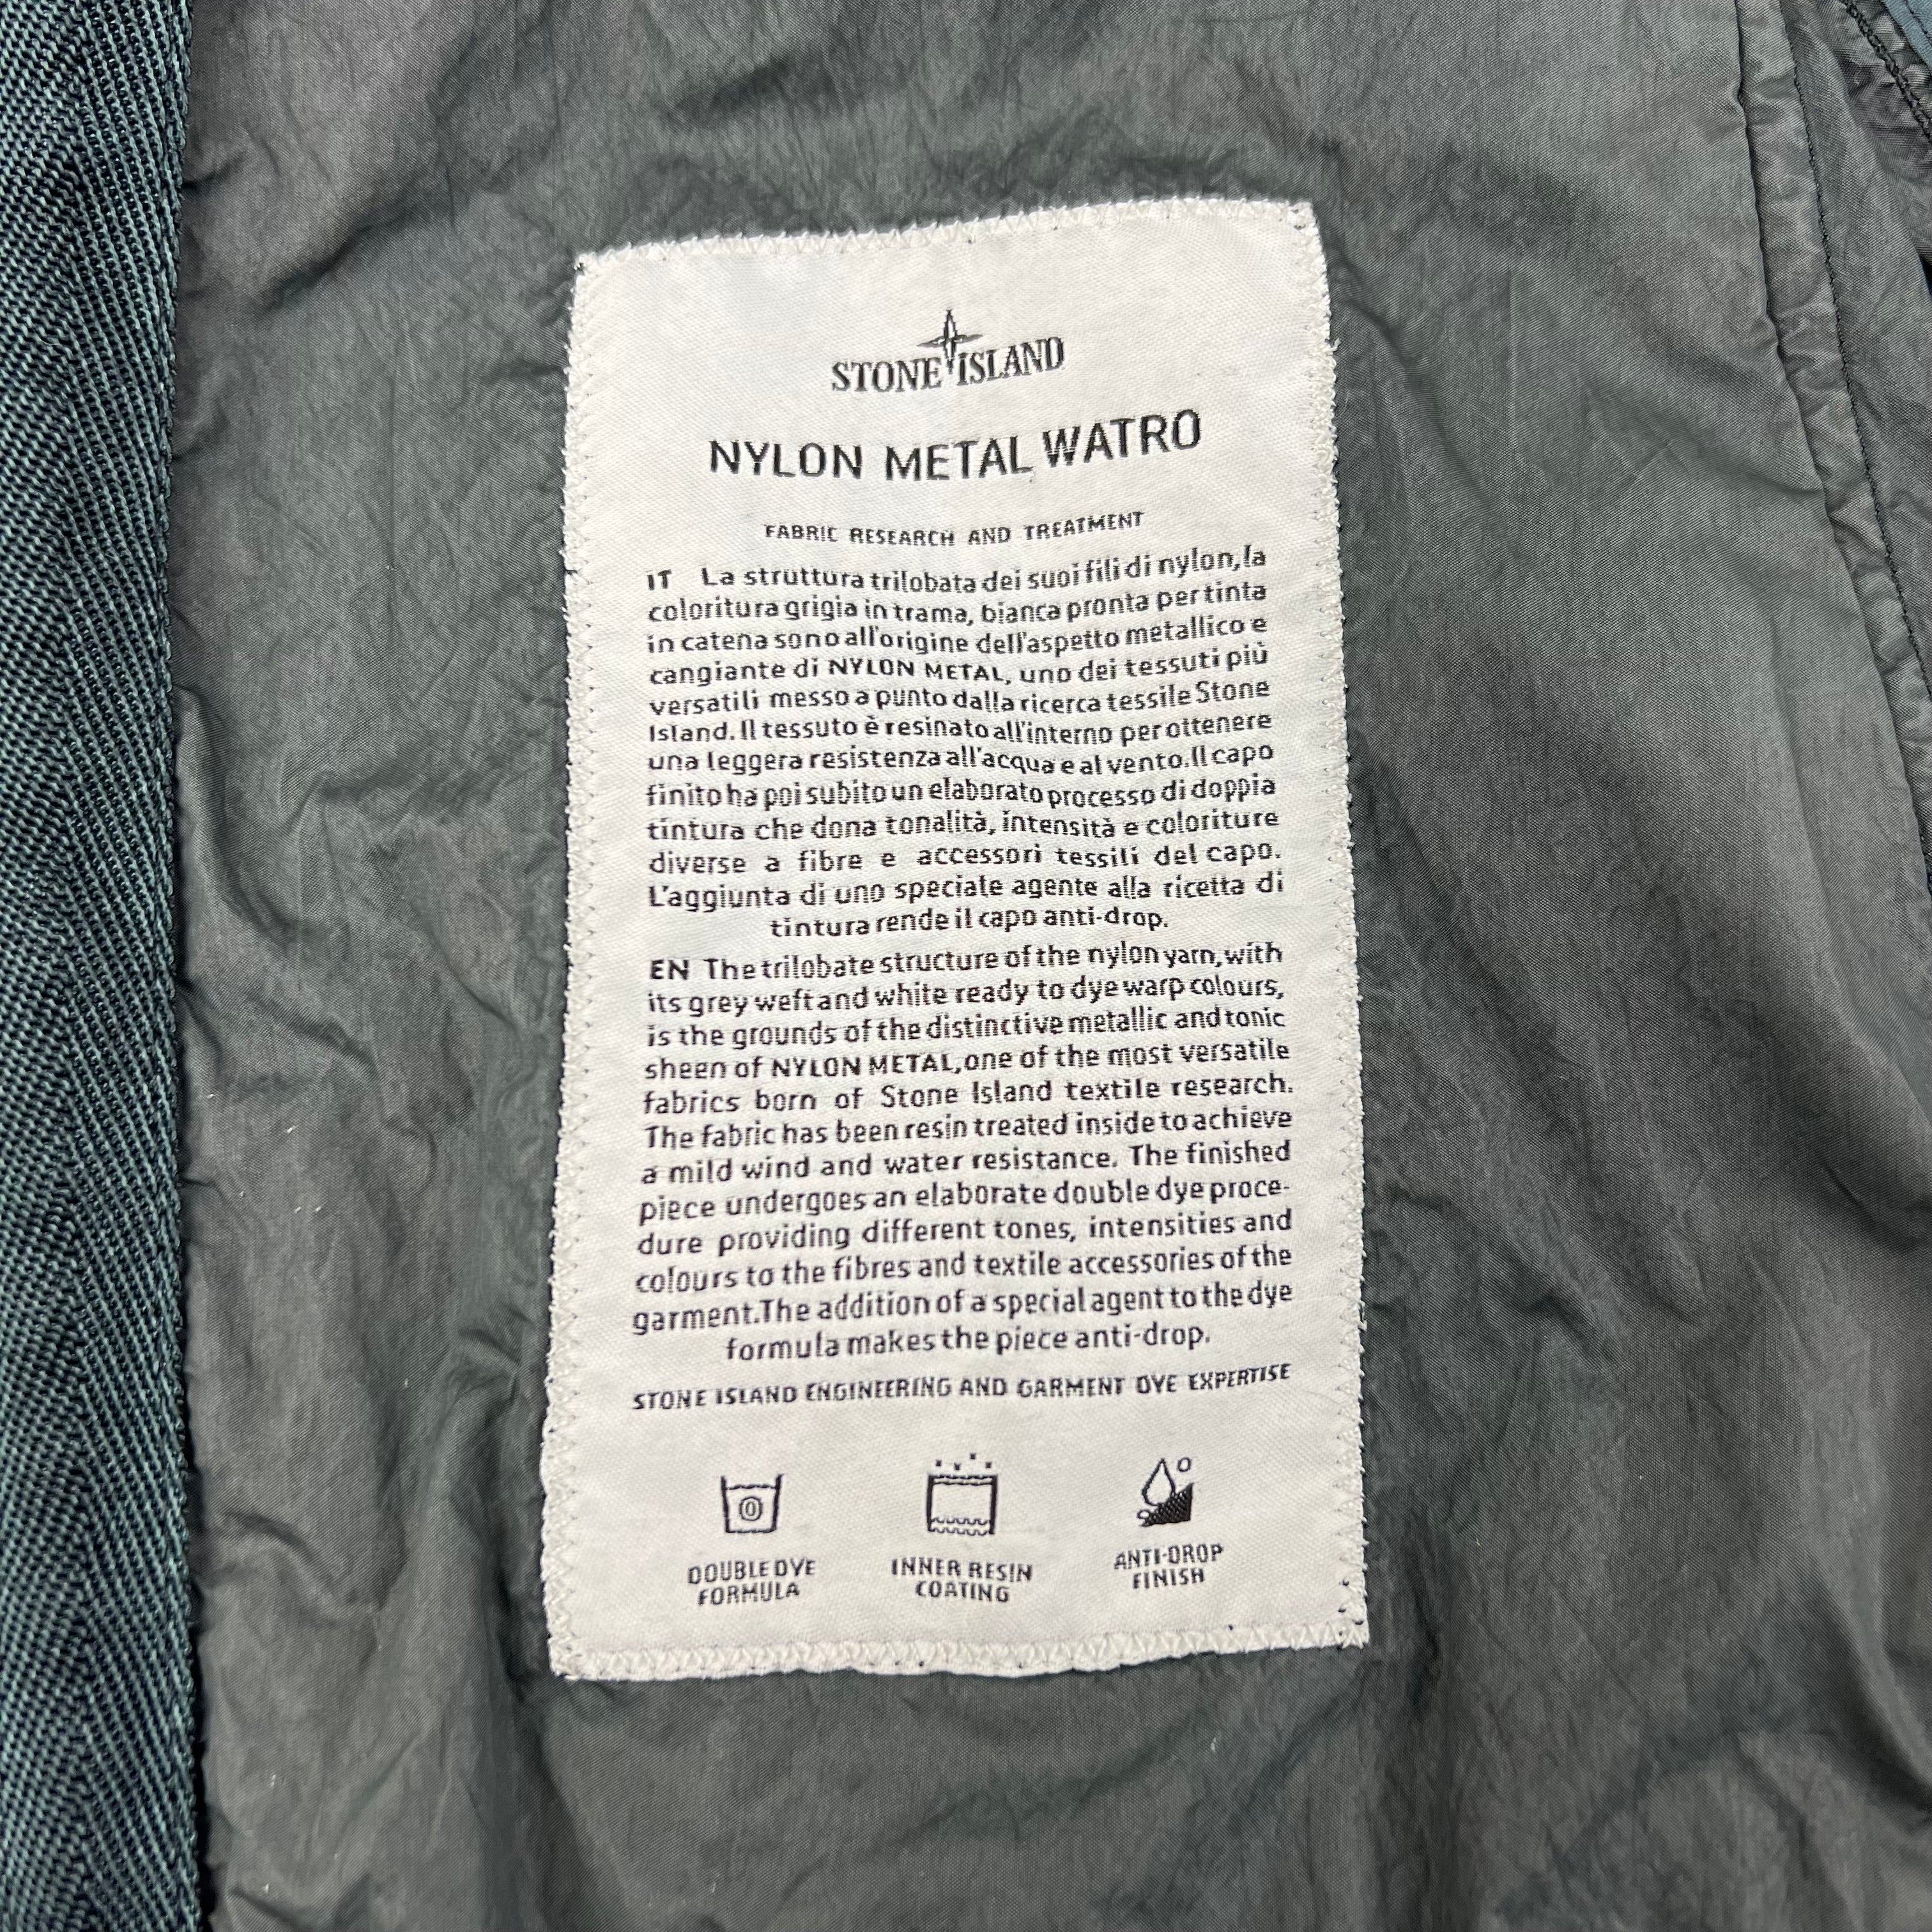 STONE ISLAND
NYLON METAL WATRO
FABRIC RESEARCH AND TREATMENT
IT La struttura trilobata dei suoi fili di nylon, la
coloritura grigia in trama, bianca pronta per tinta
in catena sono all'origine dell'aspetto metallico e
cangiante di NYLON METAL, uno dei tessuti più
versatili messo a punto dalla ricerca tessile Stone
Island. Il tessuto è resinato all'interno per ottenere
una leggera resistenza all'acqua e al vento. Il capo
finito ha poi subito un elaborato processo di doppia
tintura che dona tonalità, intensità e coloriture
diverse a fibre e accessori tessili del capo.
L'aggiunta di uno speciale agente alla ricetta di
tintura rende il capo anti-drop.
EN The trilobate structure of the nylon yarn, with
its grey weft and white ready to dye warp colours,
is the grounds of the distinctive metallic and tonic
sheen of NYLON METAL, one of the most versatile
fabrics born of Stone Island textile research.
The fabric has been resin treated inside to achieve
a mild wind and water resistance. The finished
piece undergoes an elaborate double dye proce-
dure providing different tones, intensities and
colours to the fibres and textile accessories of the
garment. The addition of a special agent to the dye
formula makes the piece anti-drop.
STONE ISLAND ENGINEERING AND GARMENT DYE EXPERTISE
DOUBLE DYE
FORMULA
INNER RESIN
COATING
ANTI-DROP
FINISH